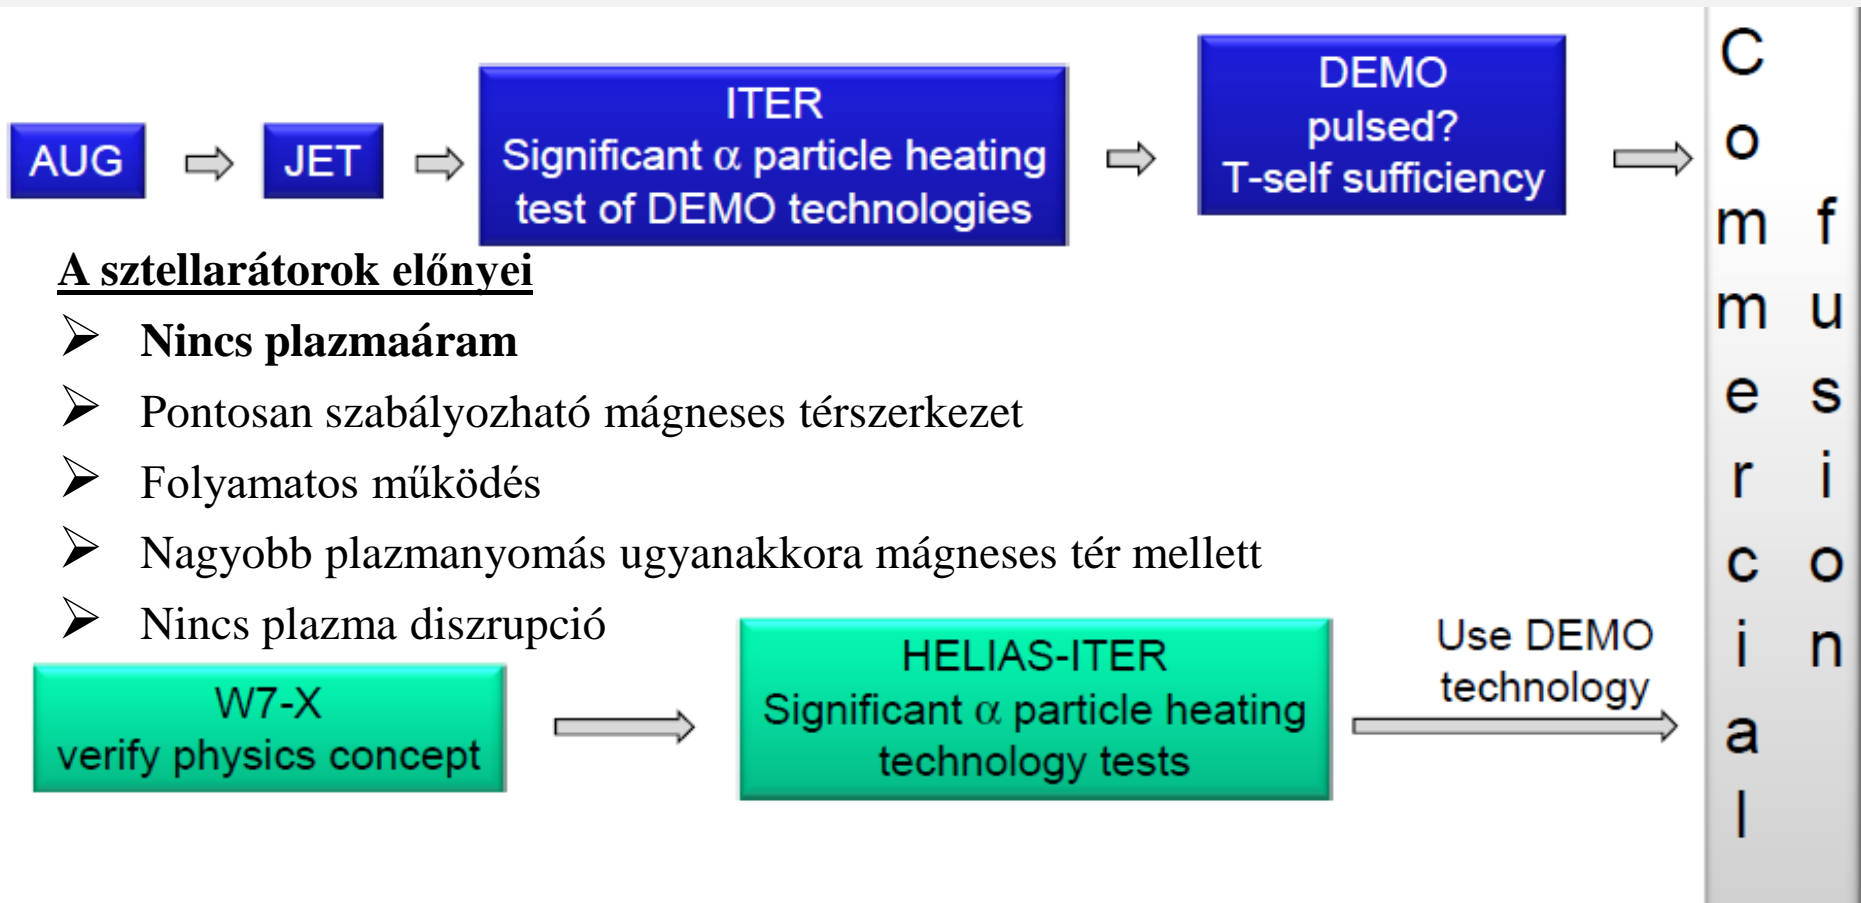 AUG
JET
ITER
Significant α particle heating
test of DEMO technologies
DEMO
pulsed?
T-self sufficiency
A sztellarátorok előnyei
Nincs plazmaáram
Pontosan szabályozható mágneses térszerkezet
Folyamatos működés
Nagyobb plazmanyomás ugyanakkora mágneses tér mellett
Nincs plazma diszrupció
W7-X
verify physics concept
HELIAS-ITER
Significant α particle heating
technology tests
Use DEMO
technology
Commercial
fusion